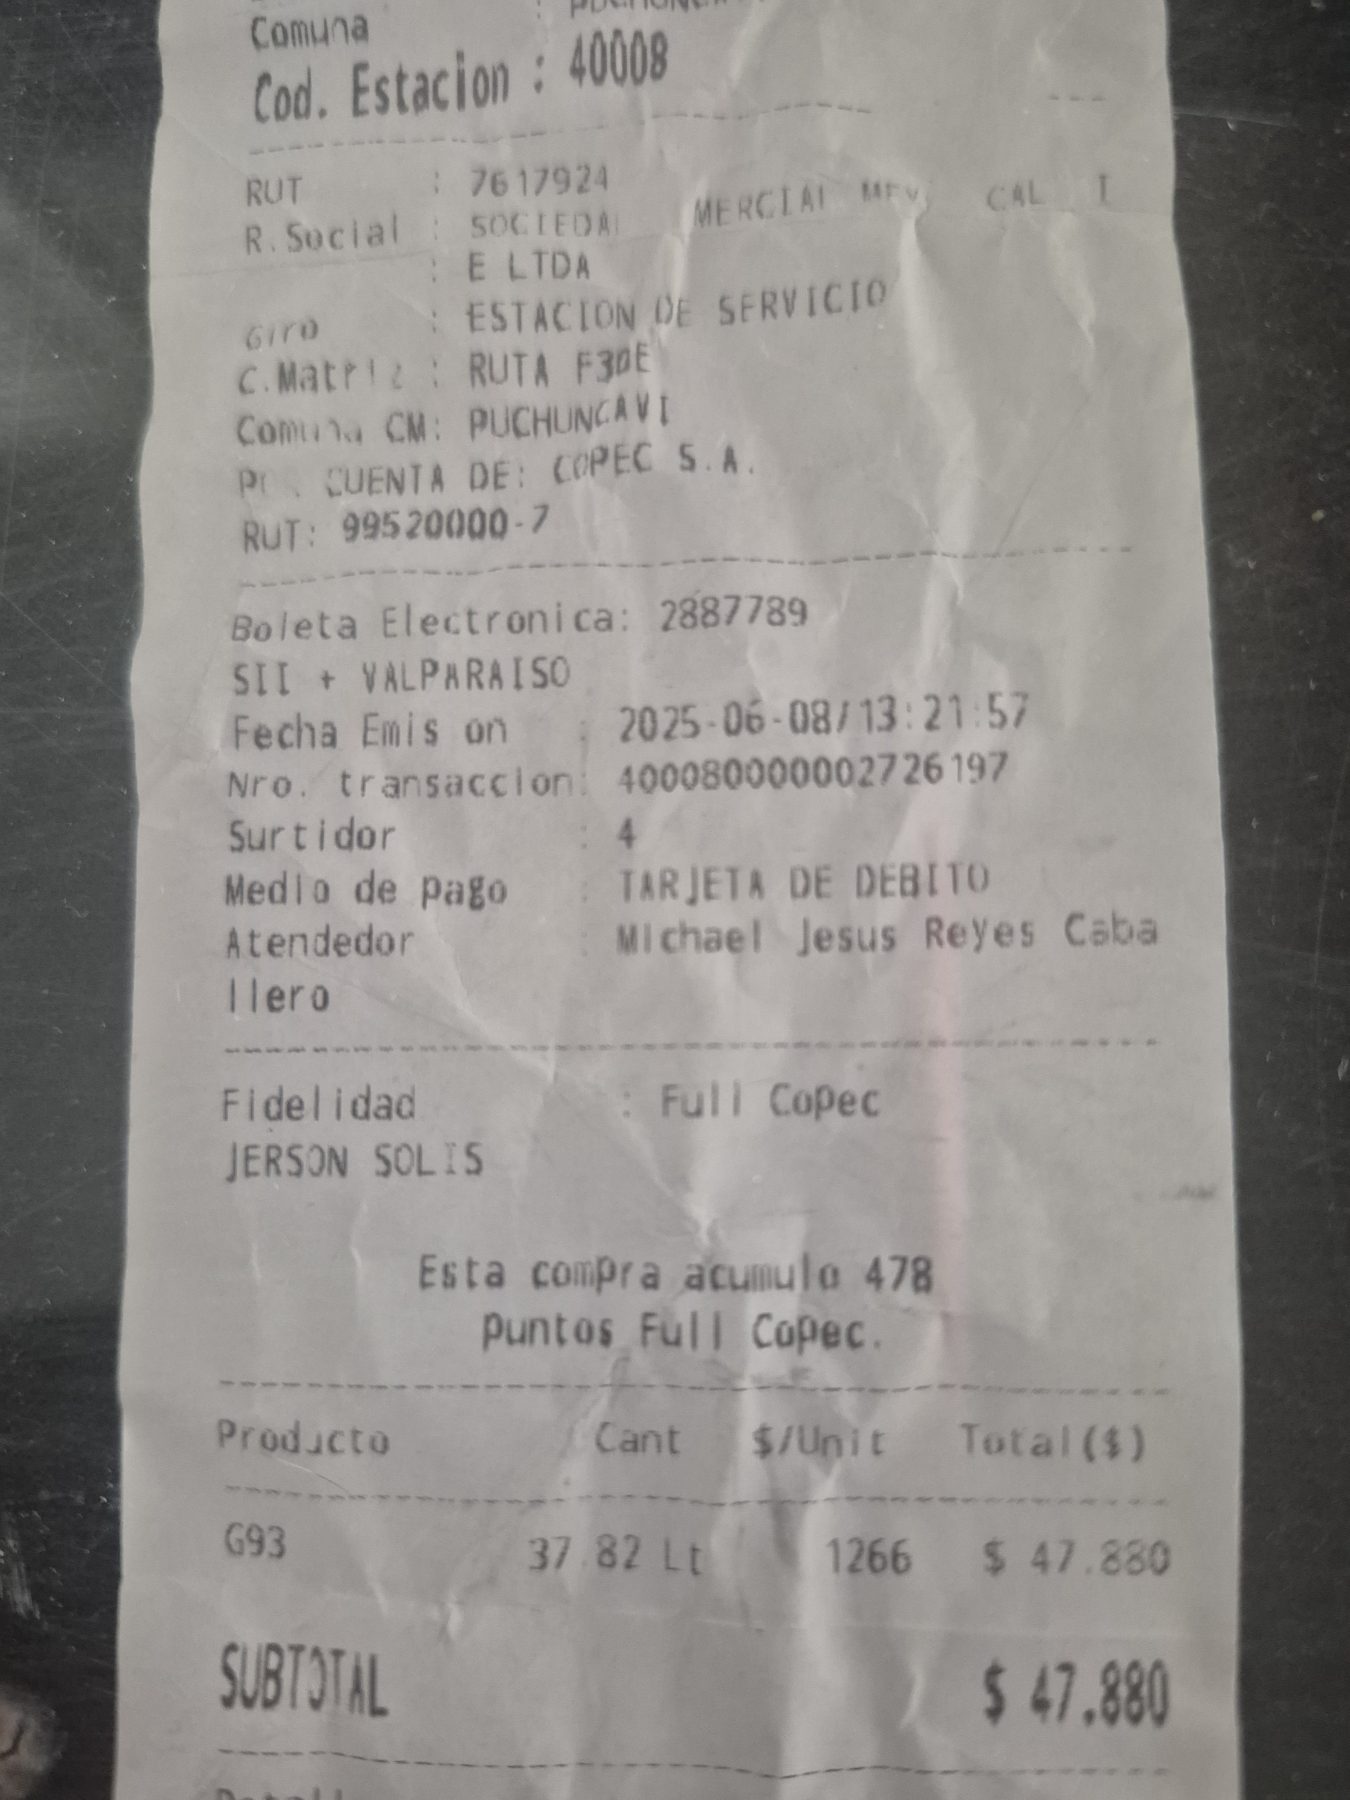 Comuna :
Cod. Estacion : 40008
RUT : 7617924
R.Social :
: E LTDA
Giro : ESTACION DE SERVICIO
C.Matriz : RUTA F30E
Comuna CM: PUCHUNCAVI
POR CUENTA DE: COPEC S.A.
RUT: 99520000-7
Boleta Electronica: 2887789
SII + VALPARAISO
Fecha Emis on : 2025-06-08/13:21:57
Nro. transaccion: 400080000002726197
Surtidor : 4
Medio de pago : TARJETA DE DEBITO
Atendedor : Michael Jesus Reyes Caba
llero
Fidelidad : Full Copec
JERSON SOLIS
Esta compra acumulo 478
puntos Full Copec.
Producto Cant $/Unit Total($)
G93 37.82 Lt 1266 $ 47.880
SUBTOTAL $ 47.880